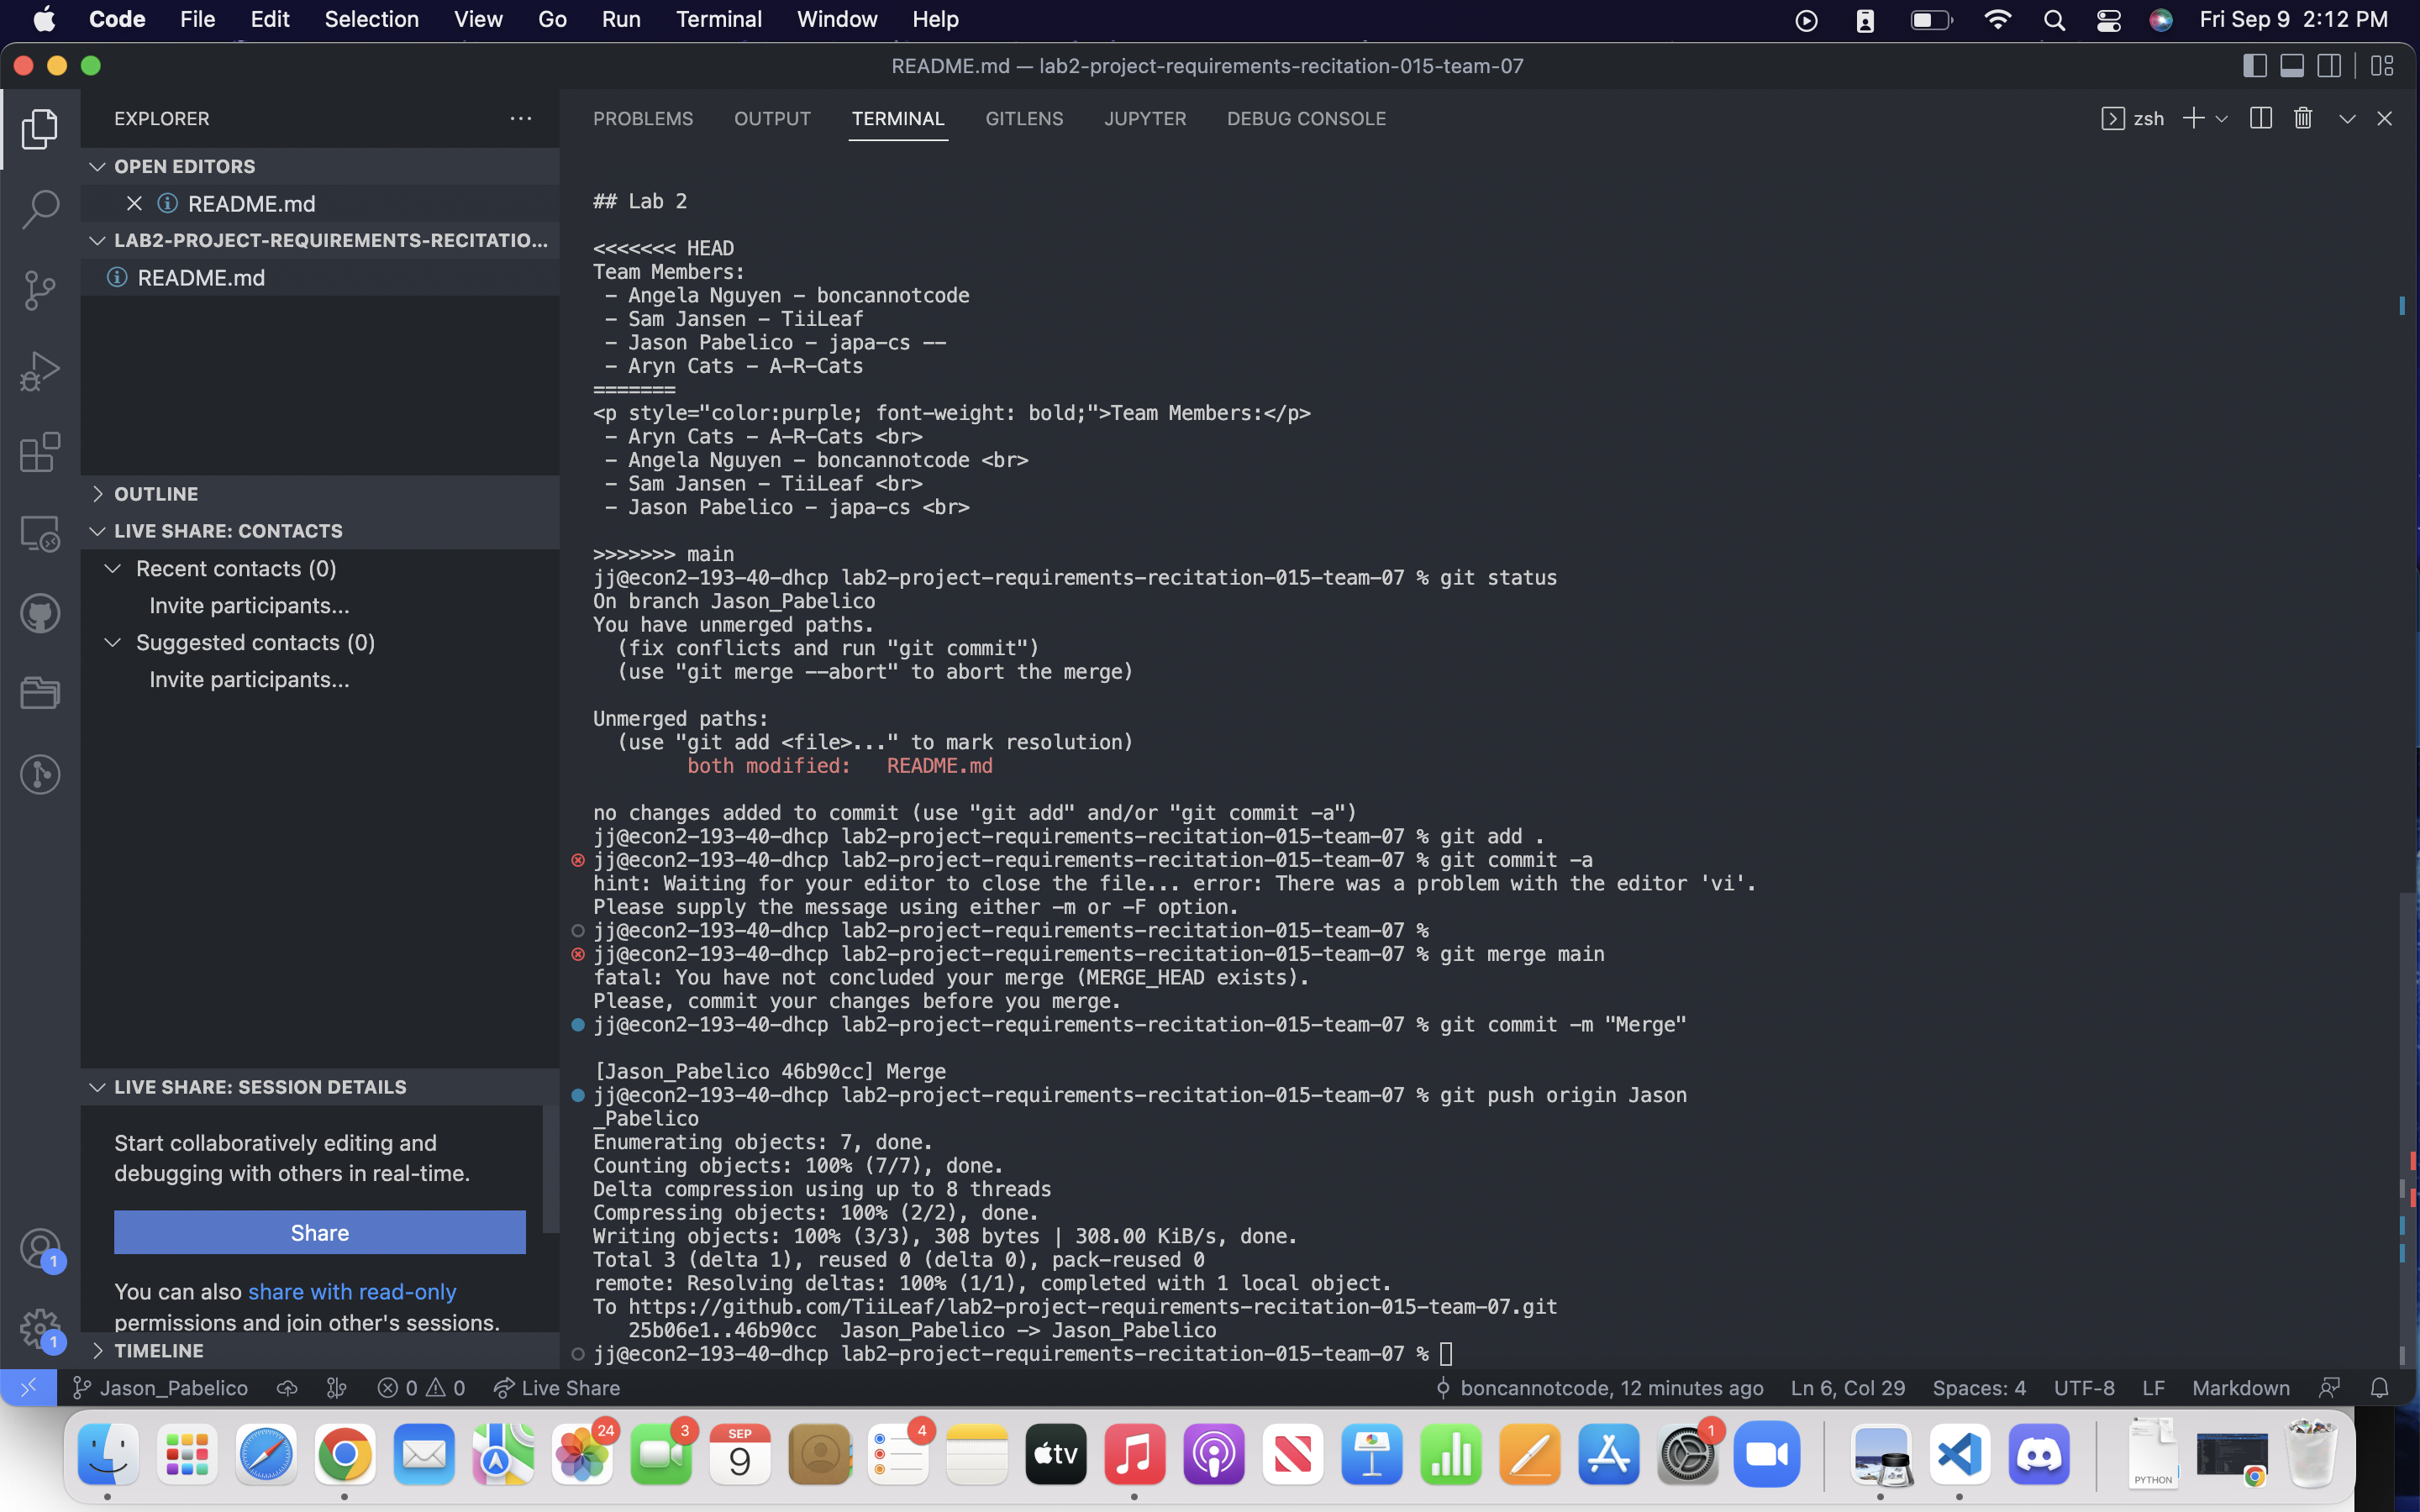 Code File Edit Selection View Go Run Terminal Window Help Fri Sep 9 2:12 PM
README.md — lab2-project-requirements-recitation-015-team-07
EXPLORER
OPEN EDITORS
README.md
LAB2-PROJECT-REQUIREMENTS-RECITATIO...
README.md
OUTLINE
LIVE SHARE: CONTACTS
Recent contacts (0)
Invite participants...
Suggested contacts (0)
Invite participants...
LIVE SHARE: SESSION DETAILS
Start collaboratively editing and
debugging with others in real-time.
Share
You can also share with read-only
permissions and join other's sessions.
TIMELINE
1
1
PROBLEMS OUTPUT TERMINAL GITLENS JUPYTER DEBUG CONSOLE zsh
## Lab 2
<<<<<<< HEAD
Team Members:
- Angela Nguyen - boncannotcode
- Sam Jansen - TiiLeaf
- Jason Pabelico - japa-cs --
- Aryn Cats - A-R-Cats
=======
<p style="color:purple; font-weight: bold;">Team Members:</p>
- Aryn Cats - A-R-Cats <br>
- Angela Nguyen - boncannotcode <br>
- Sam Jansen - TiiLeaf <br>
- Jason Pabelico - japa-cs <br>
>>>>>>> main
jj@econ2-193-40-dhcp lab2-project-requirements-recitation-015-team-07 % git status
On branch Jason_Pabelico
You have unmerged paths.
(fix conflicts and run "git commit")
(use "git merge --abort" to abort the merge)
Unmerged paths:
(use "git add <file>..." to mark resolution)
both modified: README.md
no changes added to commit (use "git add" and/or "git commit -a")
jj@econ2-193-40-dhcp lab2-project-requirements-recitation-015-team-07 % git add .
jj@econ2-193-40-dhcp lab2-project-requirements-recitation-015-team-07 % git commit -a
hint: Waiting for your editor to close the file... error: There was a problem with the editor 'vi'.
Please supply the message using either -m or -F option.
jj@econ2-193-40-dhcp lab2-project-requirements-recitation-015-team-07 %
jj@econ2-193-40-dhcp lab2-project-requirements-recitation-015-team-07 % git merge main
fatal: You have not concluded your merge (MERGE_HEAD exists).
Please, commit your changes before you merge.
jj@econ2-193-40-dhcp lab2-project-requirements-recitation-015-team-07 % git commit -m "Merge"
[Jason_Pabelico 46b90cc] Merge
jj@econ2-193-40-dhcp lab2-project-requirements-recitation-015-team-07 % git push origin Jason
_Pabelico
Enumerating objects: 7, done.
Counting objects: 100% (7/7), done.
Delta compression using up to 8 threads
Compressing objects: 100% (2/2), done.
Writing objects: 100% (3/3), 308 bytes | 308.00 KiB/s, done.
Total 3 (delta 1), reused 0 (delta 0), pack-reused 0
remote: Resolving deltas: 100% (1/1), completed with 1 local object.
To https://github.com/TiiLeaf/lab2-project-requirements-recitation-015-team-07.git
25b06e1..46b90cc Jason_Pabelico -> Jason_Pabelico
jj@econ2-193-40-dhcp lab2-project-requirements-recitation-015-team-07 %
Jason_Pabelico 0 0 Live Share boncannotcode, 12 minutes ago Ln 6, Col 29 Spaces: 4 UTF-8 LF Markdown
24 3 SEP 9 4 tv 1 PYTHON